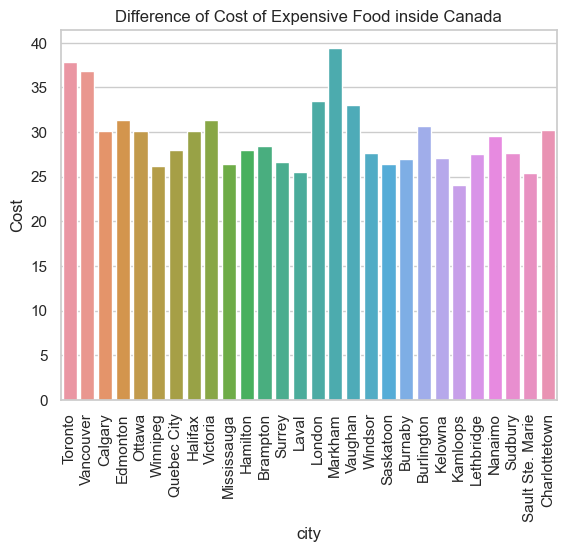 Difference of Cost of Expensive Food inside Canada
Cost
40
35
30
25
20
15
10
5
0
Toronto
Vancouver
Calgary
Edmonton
Ottawa
Winnipeg
Quebec City
Halifax
Victoria
Mississauga
Hamilton
Brampton
Surrey
Laval
London
Markham
Vaughan
Windsor
Saskatoon
Burnaby
Burlington
Kelowna
Kamloops
Lethbridge
Nanaimo
Sudbury
Sault Ste. Marie
Charlottetown
city